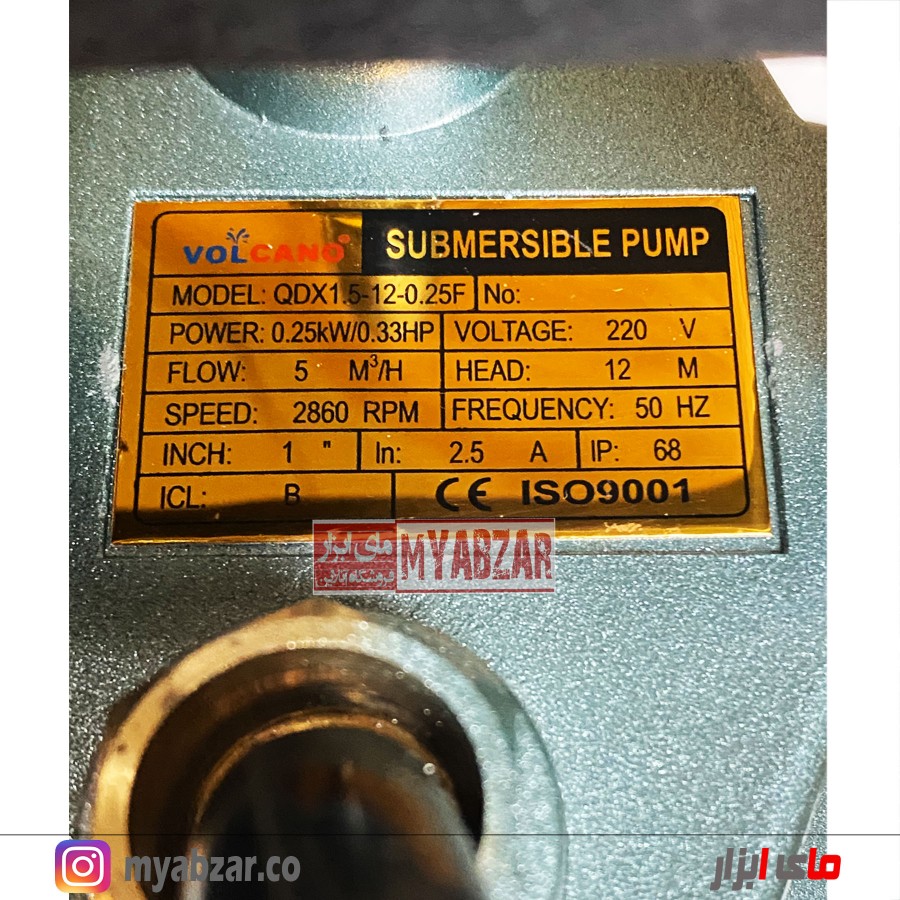 VOLCANO® SUBMERSIBLE PUMP
MODEL: QDX1.5-12-0.25F No:
POWER: 0.25kW/0.33HP VOLTAGE: 220 V
FLOW: 5 M³/H HEAD: 12 M
SPEED: 2860 RPM FREQUENCY: 50 HZ
INCH: 1 " In: 2.5 A IP: 68
ICL: B CE ISO9001
مای ابزار MYABZAR
فروشگاه آنلاین
myabzar.co مای ابزار